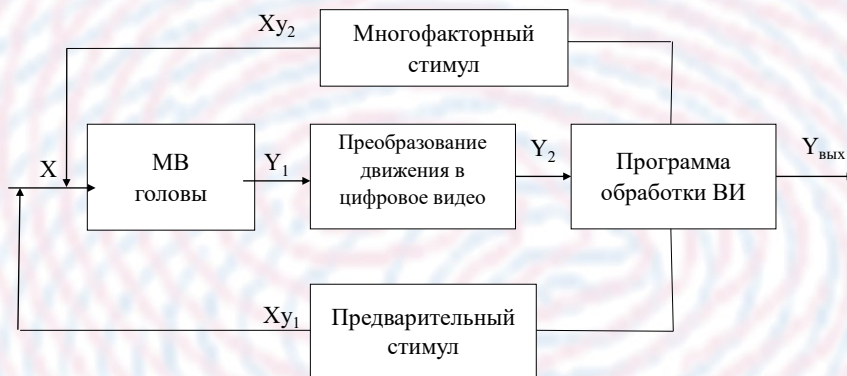 Xy₂
Многофакторный
стимул
X
МВ
головы
Y₁
Преобразование
движения в
цифровое видео
Y₂
Программа
обработки ВИ
Yвых
Xy₁
Предварительный
стимул